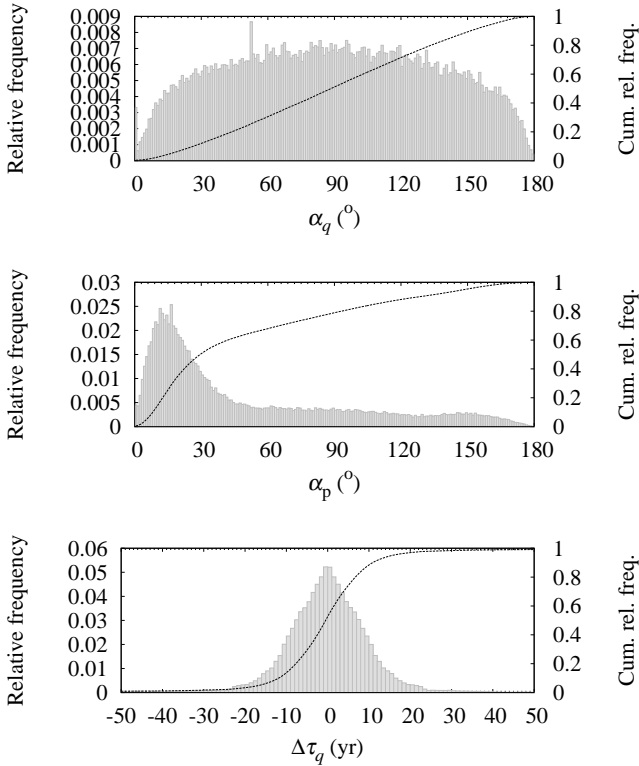 0.009 1
0.007 0.8
0.006 0.6
0.005
0.004 0.4
0.003 0.2
0.001
0 0
0 30 60 90 120 150 180
Relative frequency
Cum. rel. freq.
α_q (°)
0.03 1
0.025 0.8
0.02 0.6
0.015
0.01 0.4
0.005 0.2
0 0
0 30 60 90 120 150 180
Relative frequency
Cum. rel. freq.
α_p (°)
0.06 1
0.05 0.8
0.04 0.6
0.03
0.02 0.4
0.01 0.2
0 0
-50 -40 -30 -20 -10 0 10 20 30 40 50
Relative frequency
Cum. rel. freq.
Δτ_q (yr)